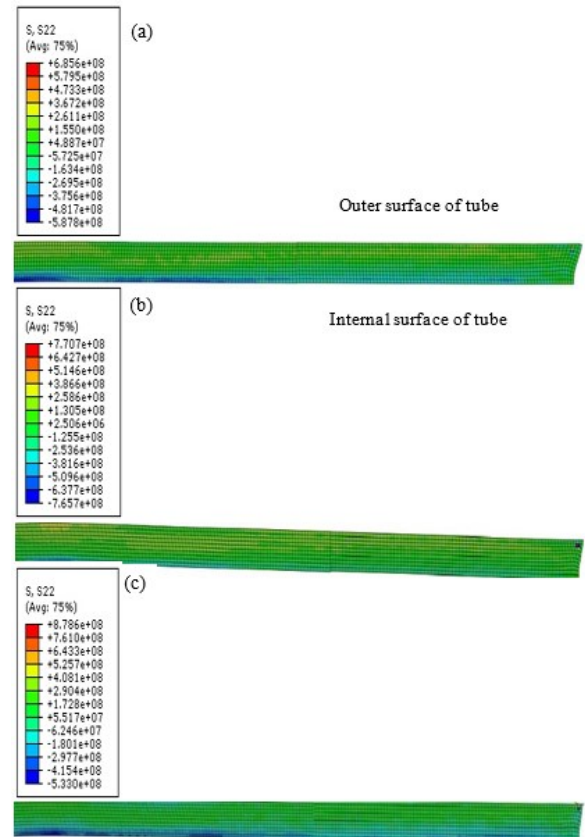 S, S22
(Avg: 75%)
+6.856e+08
+5.795e+08
+4.733e+08
+3.672e+08
+2.611e+08
+1.550e+08
+4.887e+07
-5.725e+07
-1.634e+08
-2.695e+08
-3.756e+08
-4.817e+08
-5.878e+08
(a)
Outer surface of tube
S, S22
(Avg: 75%)
+7.707e+08
+6.427e+08
+5.146e+08
+3.866e+08
+2.586e+08
+1.305e+08
+2.506e+06
-1.255e+08
-2.536e+08
-3.816e+08
-5.096e+08
-6.377e+08
-7.657e+08
(b)
Internal surface of tube
S, S22
(Avg: 75%)
+8.786e+08
+7.610e+08
+6.433e+08
+5.257e+08
+4.081e+08
+2.904e+08
+1.728e+08
+5.517e+07
-6.246e+07
-1.801e+08
-2.977e+08
-4.154e+08
-5.330e+08
(c)